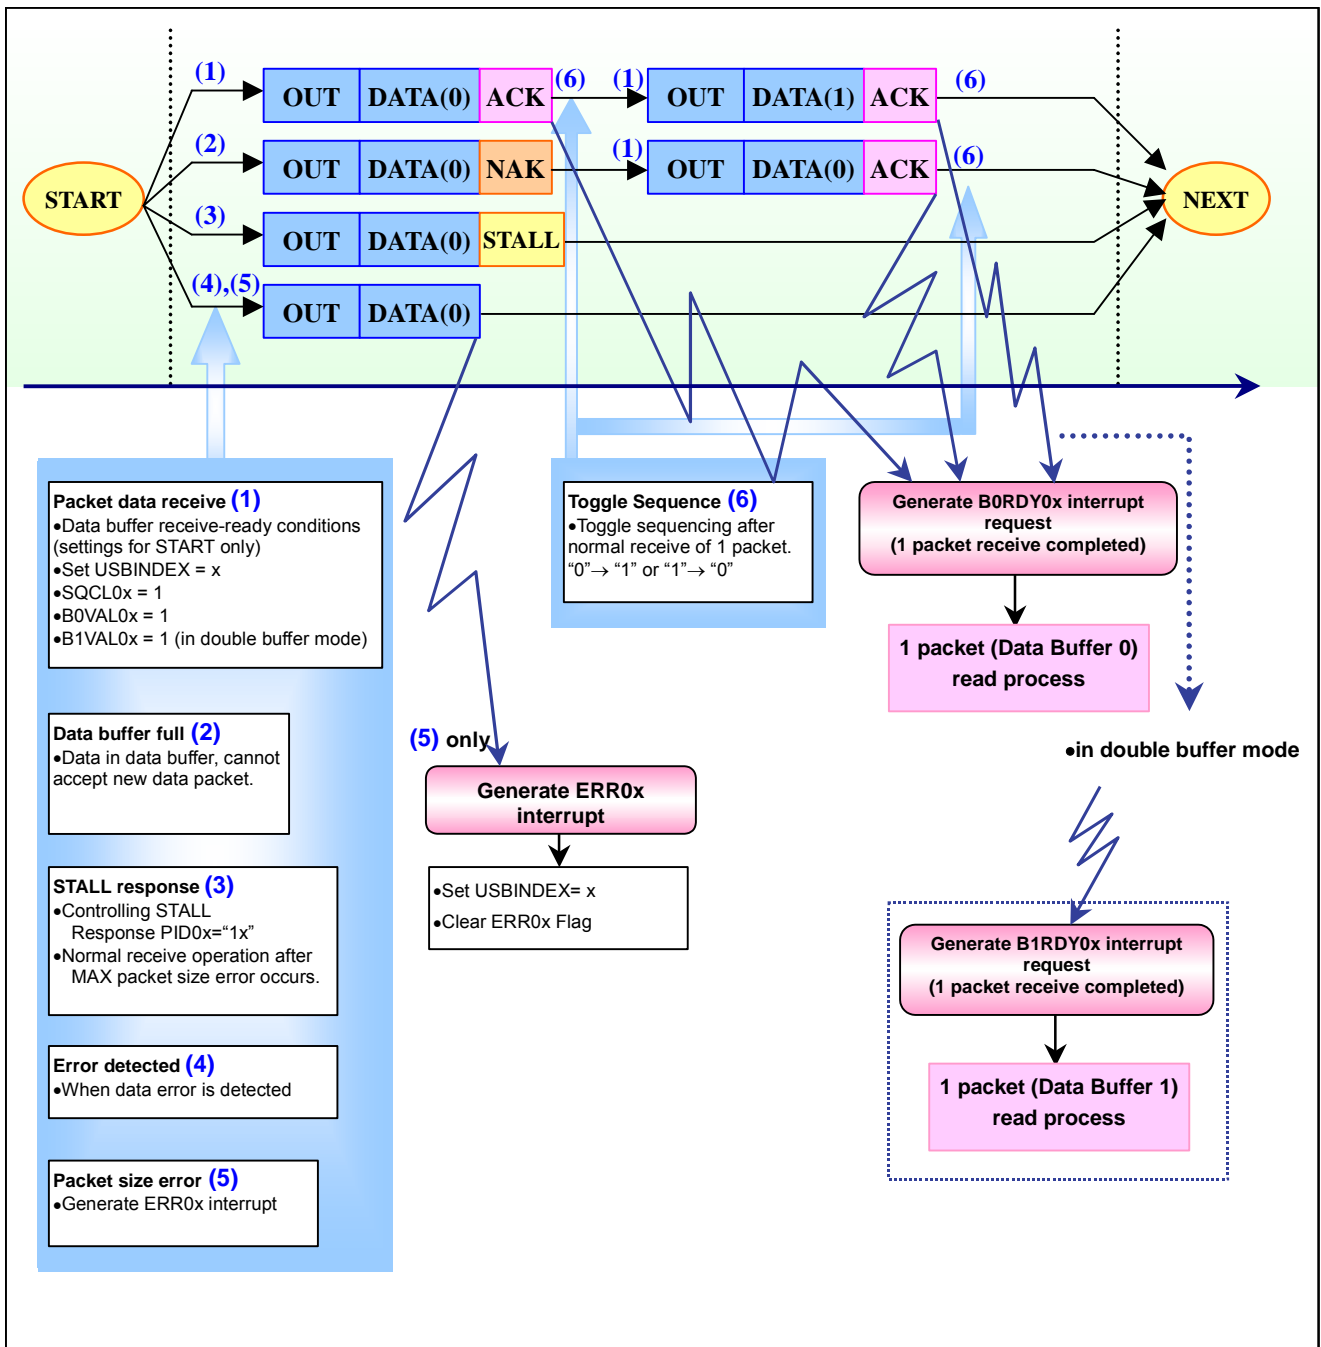 (1) OUT DATA(0) ACK (6) (1) OUT DATA(1) ACK (6)
(2) OUT DATA(0) NAK (1) OUT DATA(0) ACK (6)
START
NEXT
(3) OUT DATA(0) STALL
(4),(5) OUT DATA(0)
Packet data receive (1)
•Data buffer receive-ready conditions
(settings for START only)
•Set USBINDEX = x
•SQCL0x = 1
•B0VAL0x = 1
•B1VAL0x = 1 (in double buffer mode)
Data buffer full (2)
•Data in data buffer, cannot
accept new data packet.
STALL response (3)
•Controlling STALL
Response PID0x=“1x”
•Normal receive operation after
MAX packet size error occurs.
Error detected (4)
•When data error is detected
Packet size error (5)
•Generate ERR0x interrupt
Toggle Sequence (6)
•Toggle sequencing after
normal receive of 1 packet.
“0”→ “1” or “1”→ “0”
(5) only
Generate ERR0x
interrupt
•Set USBINDEX= x
•Clear ERR0x Flag
Generate B0RDY0x interrupt
request
(1 packet receive completed)
1 packet (Data Buffer 0)
read process
•in double buffer mode
Generate B1RDY0x interrupt
request
(1 packet receive completed)
1 packet (Data Buffer 1)
read process